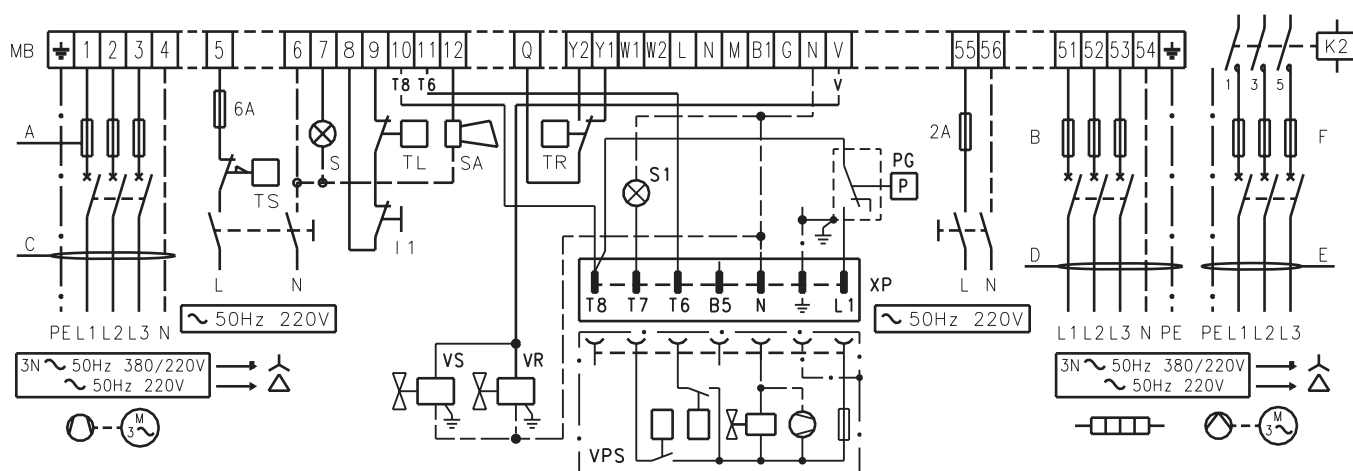 MB 1 2 3 4 5 6 7 8 9 10 11 12 Q Y2 Y1 W1 W2 L N M B1 G N V 55 56 51 52 53 54
K2
T8 T6 V
1 3 5
6A
2A
A
S
TL
SA
TR
S1
PG
P
B
F
TS
I1
C
D
E
L N
T8 T7 T6 B5 N L1
XP
L N
PE L1 L2 L3 N
~ 50Hz 220V
~ 50Hz 220V
L1 L2 L3 N PE
PE L1 L2 L3
3N ~ 50Hz 380/220V
~ 50Hz 220V
VS
VR
3N ~ 50Hz 380/220V
~ 50Hz 220V
M
3~
VPS
M
3~